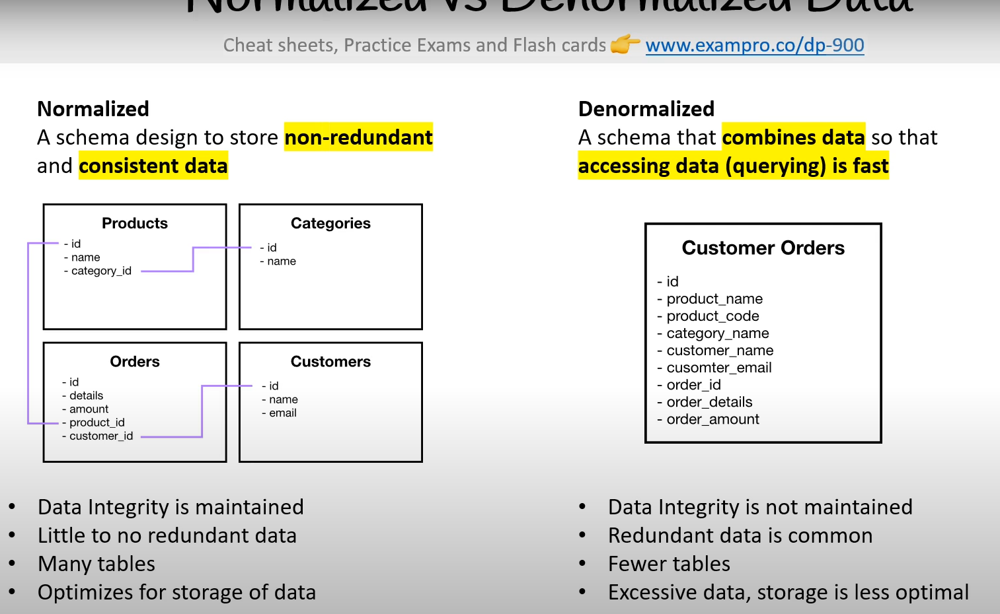 Normalized vs Denormalized Data
Cheat sheets, Practice Exams and Flash cards 👉 www.exampro.co/dp-900
Normalized
A schema design to store non-redundant
and consistent data
Products
- id
- name
- category_id
Categories
- id
- name
Orders
- id
- details
- amount
- product_id
- customer_id
Customers
- id
- name
- email
• Data Integrity is maintained
• Little to no redundant data
• Many tables
• Optimizes for storage of data
Denormalized
A schema that combines data so that
accessing data (querying) is fast
Customer Orders
- id
- product_name
- product_code
- category_name
- customer_name
- cusomter_email
- order_id
- order_details
- order_amount
• Data Integrity is not maintained
• Redundant data is common
• Fewer tables
• Excessive data, storage is less optimal